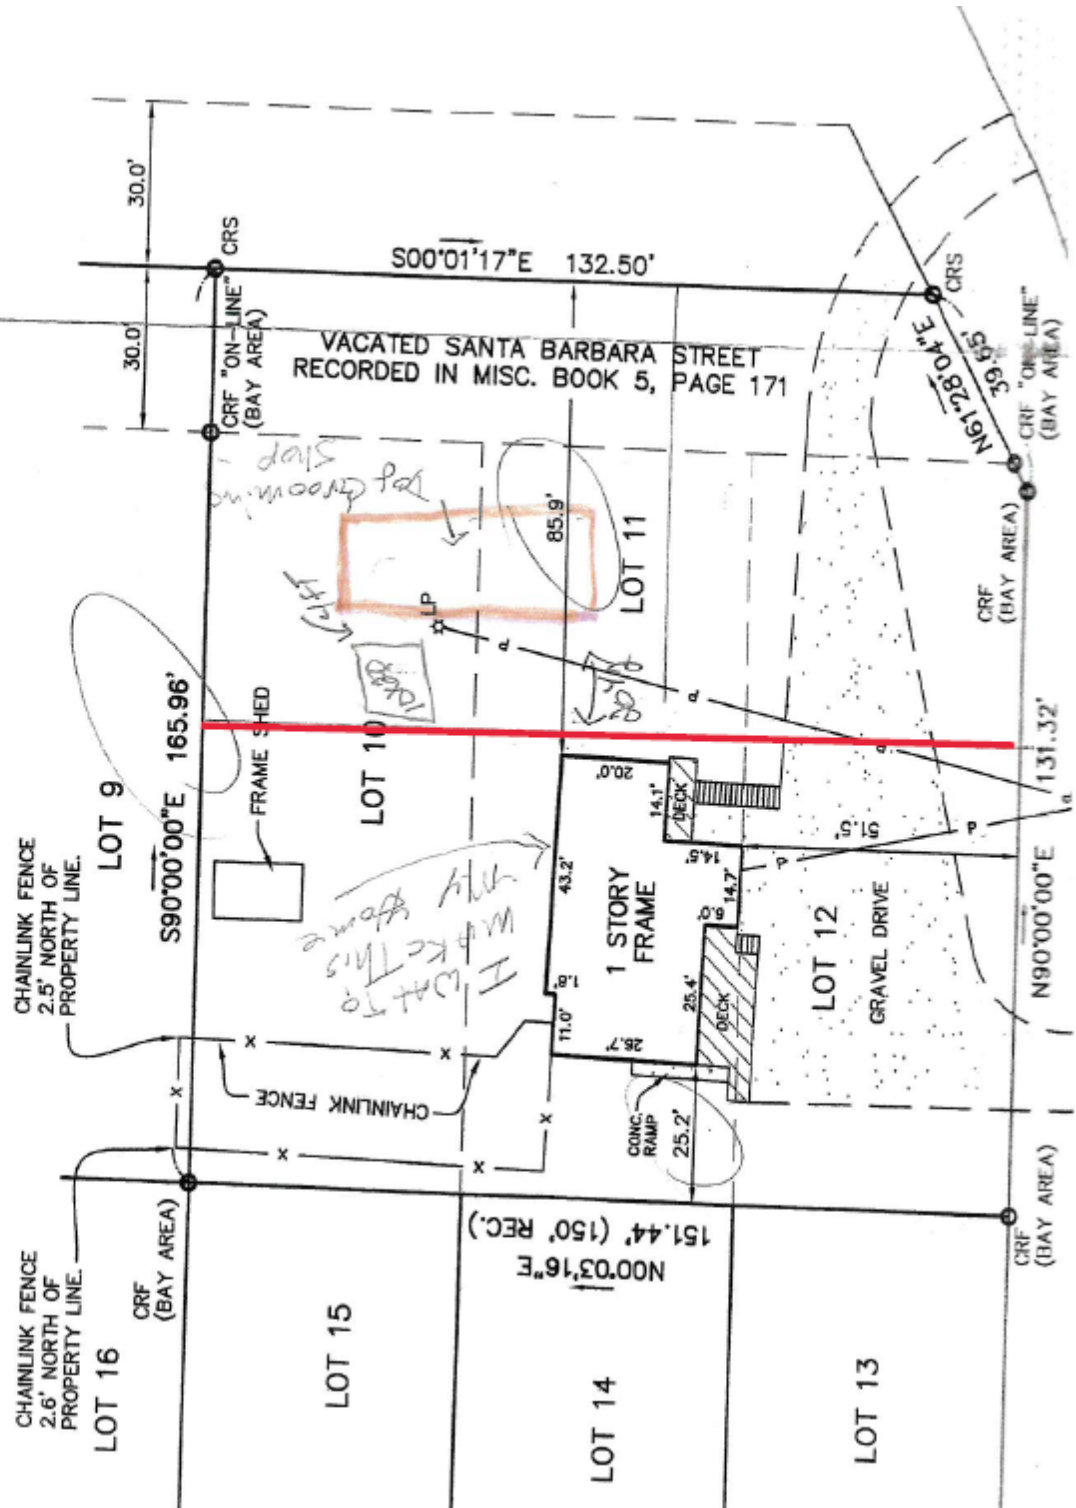 30.0'
30.0'
CRS
CRF "ON-LINE"
(BAY AREA)
S00°01'17"E 132.50'
VACATED SANTA BARBARA STREET
RECORDED IN MISC. BOOK 5, PAGE 171
CRS
N61°28'04"E
39.65'
CRF "ON-LINE"
(BAY AREA)
CRF
(BAY AREA)
Dog Grooming
Shop
85.9'
LOT 11
LP
4ft
10x20
d
d
d
d
S90°00'00"E 165.96'
LOT 9
FRAME SHED
LOT 10
20.0'
14.1'
DECK
14.5'
14.7'
6.0'
51.5'
P
P
131.32'
N90°00'00"E
43.2'
1 STORY
FRAME
1.8'
11.0'
26.7'
25.4'
DECK
LOT 12
GRAVEL DRIVE
I Wat To
Make This
My Home
CHAINLINK FENCE
2.5' NORTH OF
PROPERTY LINE.
X
X
X
X
X
X
CHAINLINK FENCE
CONC.
RAMP
25.2'
CHAINLINK FENCE
2.6' NORTH OF
PROPERTY LINE.
CRF
(BAY AREA)
151.44' (150' REC.)
N00°03'16"E
CRF
(BAY AREA)
LOT 16
LOT 15
LOT 14
LOT 13